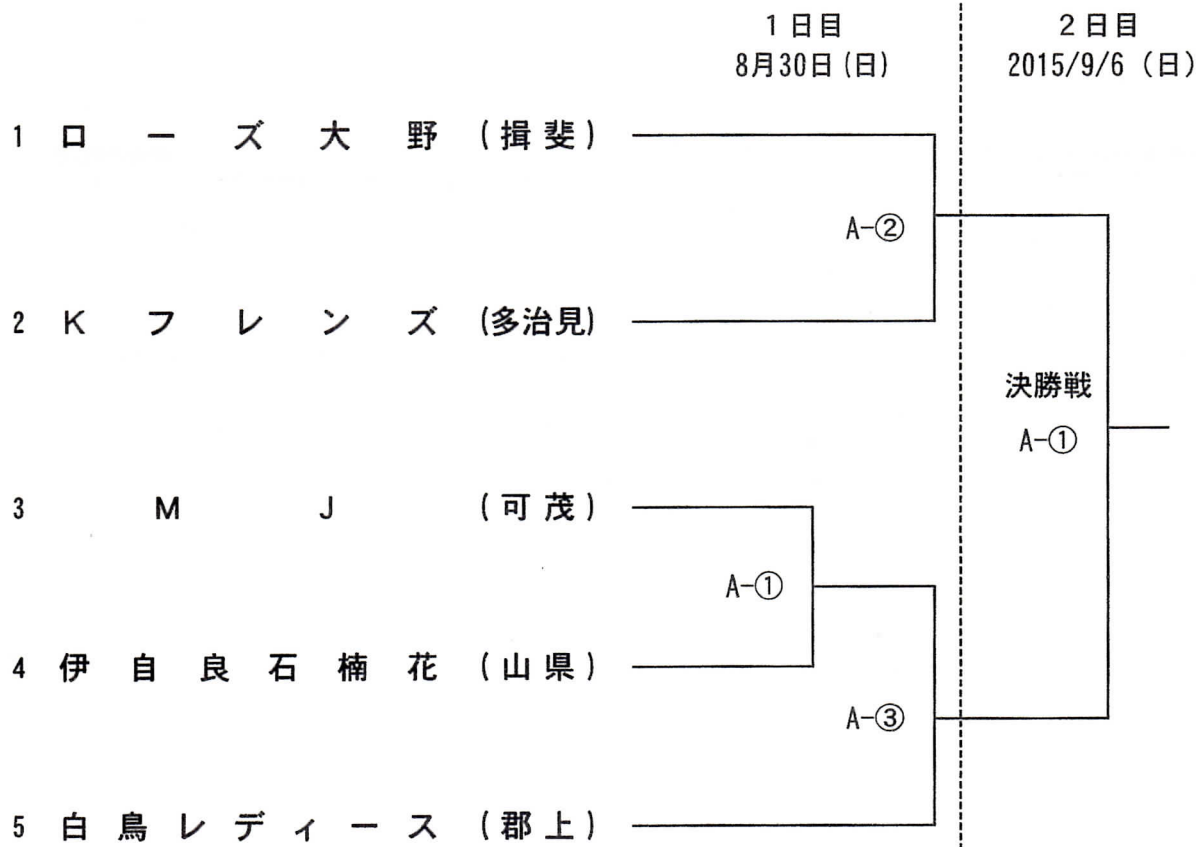 1日目 2日目
8月30日(日) 2015/9/6(日)
1 ローズ大野 (揖斐)
A-②
2 Kフレンズ (多治見)
決勝戦
A-①
3 MJ (可茂)
A-①
4 伊自良石楠花 (山県)
A-③
5 白鳥レディース (郡上)